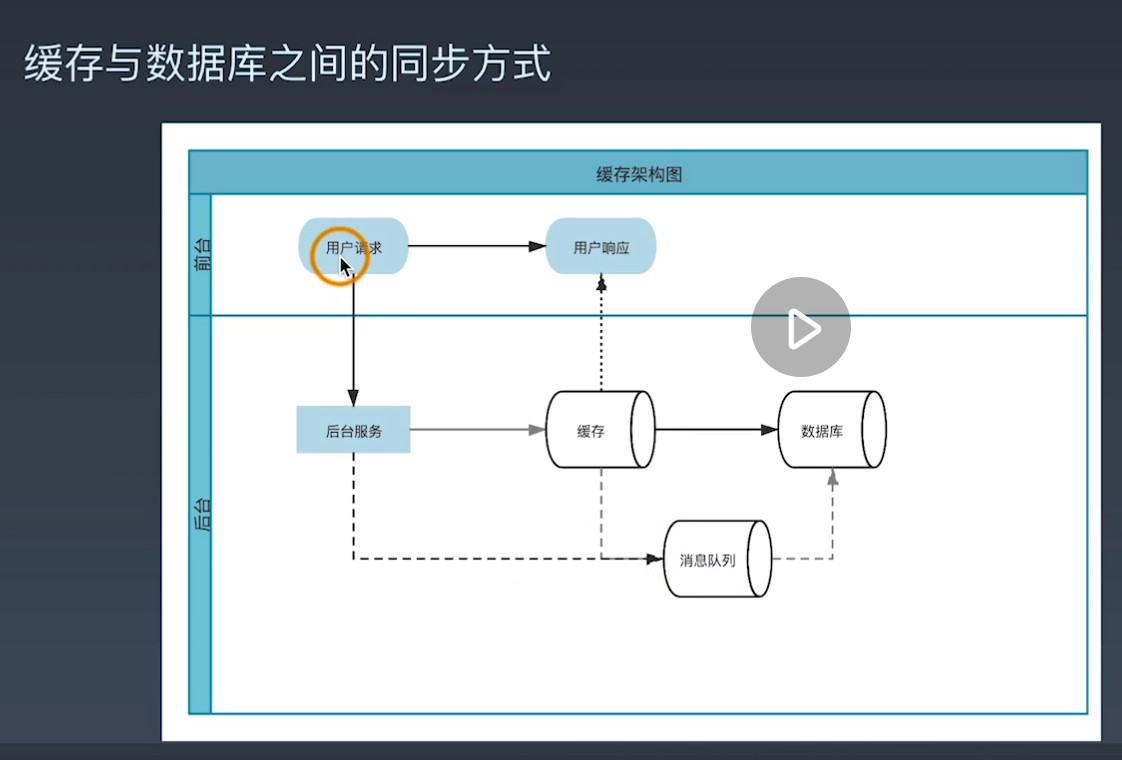 缓存与数据库之间的同步方式
缓存架构图
前台
用户请求
用户响应
后台
后台服务
缓存
数据库
消息队列